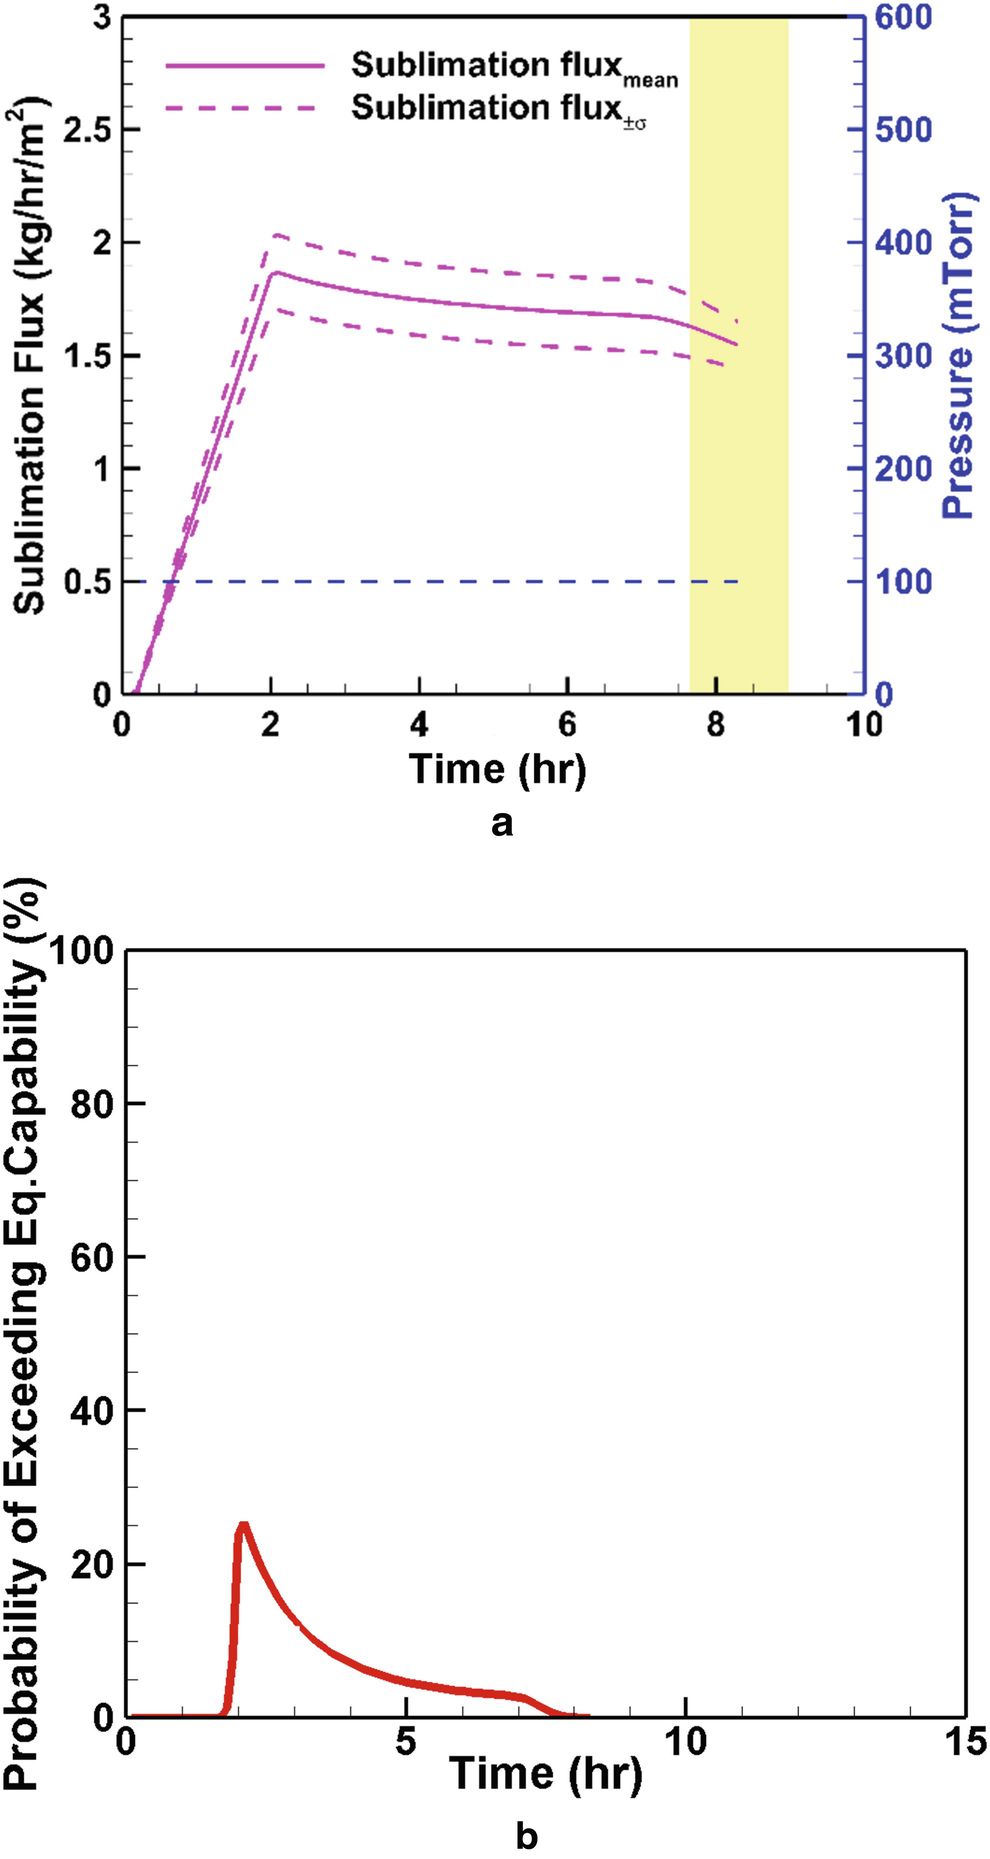 Sublimation flux_mean
Sublimation flux_±σ
3
2.5
2
1.5
1
0.5
0
Sublimation Flux (kg/hr/m²)
600
500
400
300
200
100
0
Pressure (mTorr)
0 2 4 6 8 10
Time (hr)
a
100
80
60
40
20
0
Probability of Exceeding Eq.Capability (%)
0 5 10 15
Time (hr)
b